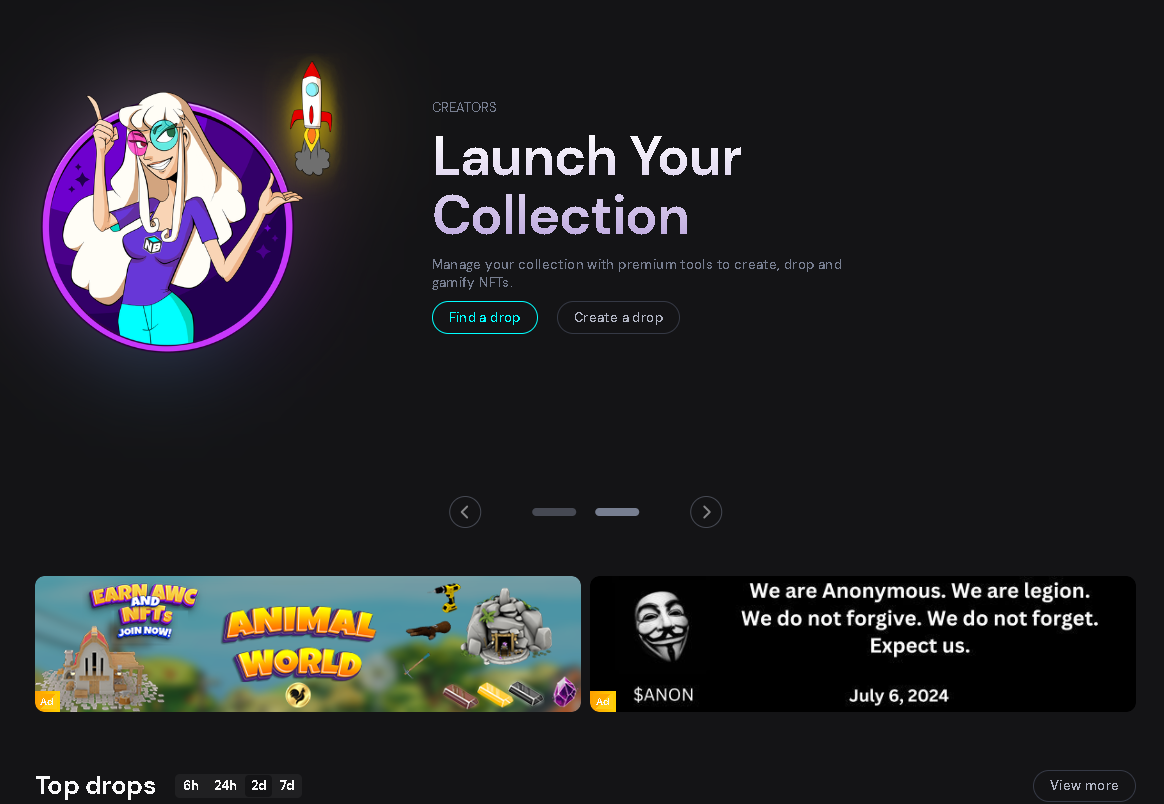 CREATORS
Launch Your
Collection
Manage your collection with premium tools to create, drop and
gamify NFTs.
Find a drop
Create a drop
NB
EARN AWC
AND
NFTs
JOIN NOW!
ANIMAL
WORLD
Ad
We are Anonymous. We are legion.
We do not forgive. We do not forget.
Expect us.
$ANON
July 6, 2024
Ad
Top drops
6h 24h 2d 7d
View more